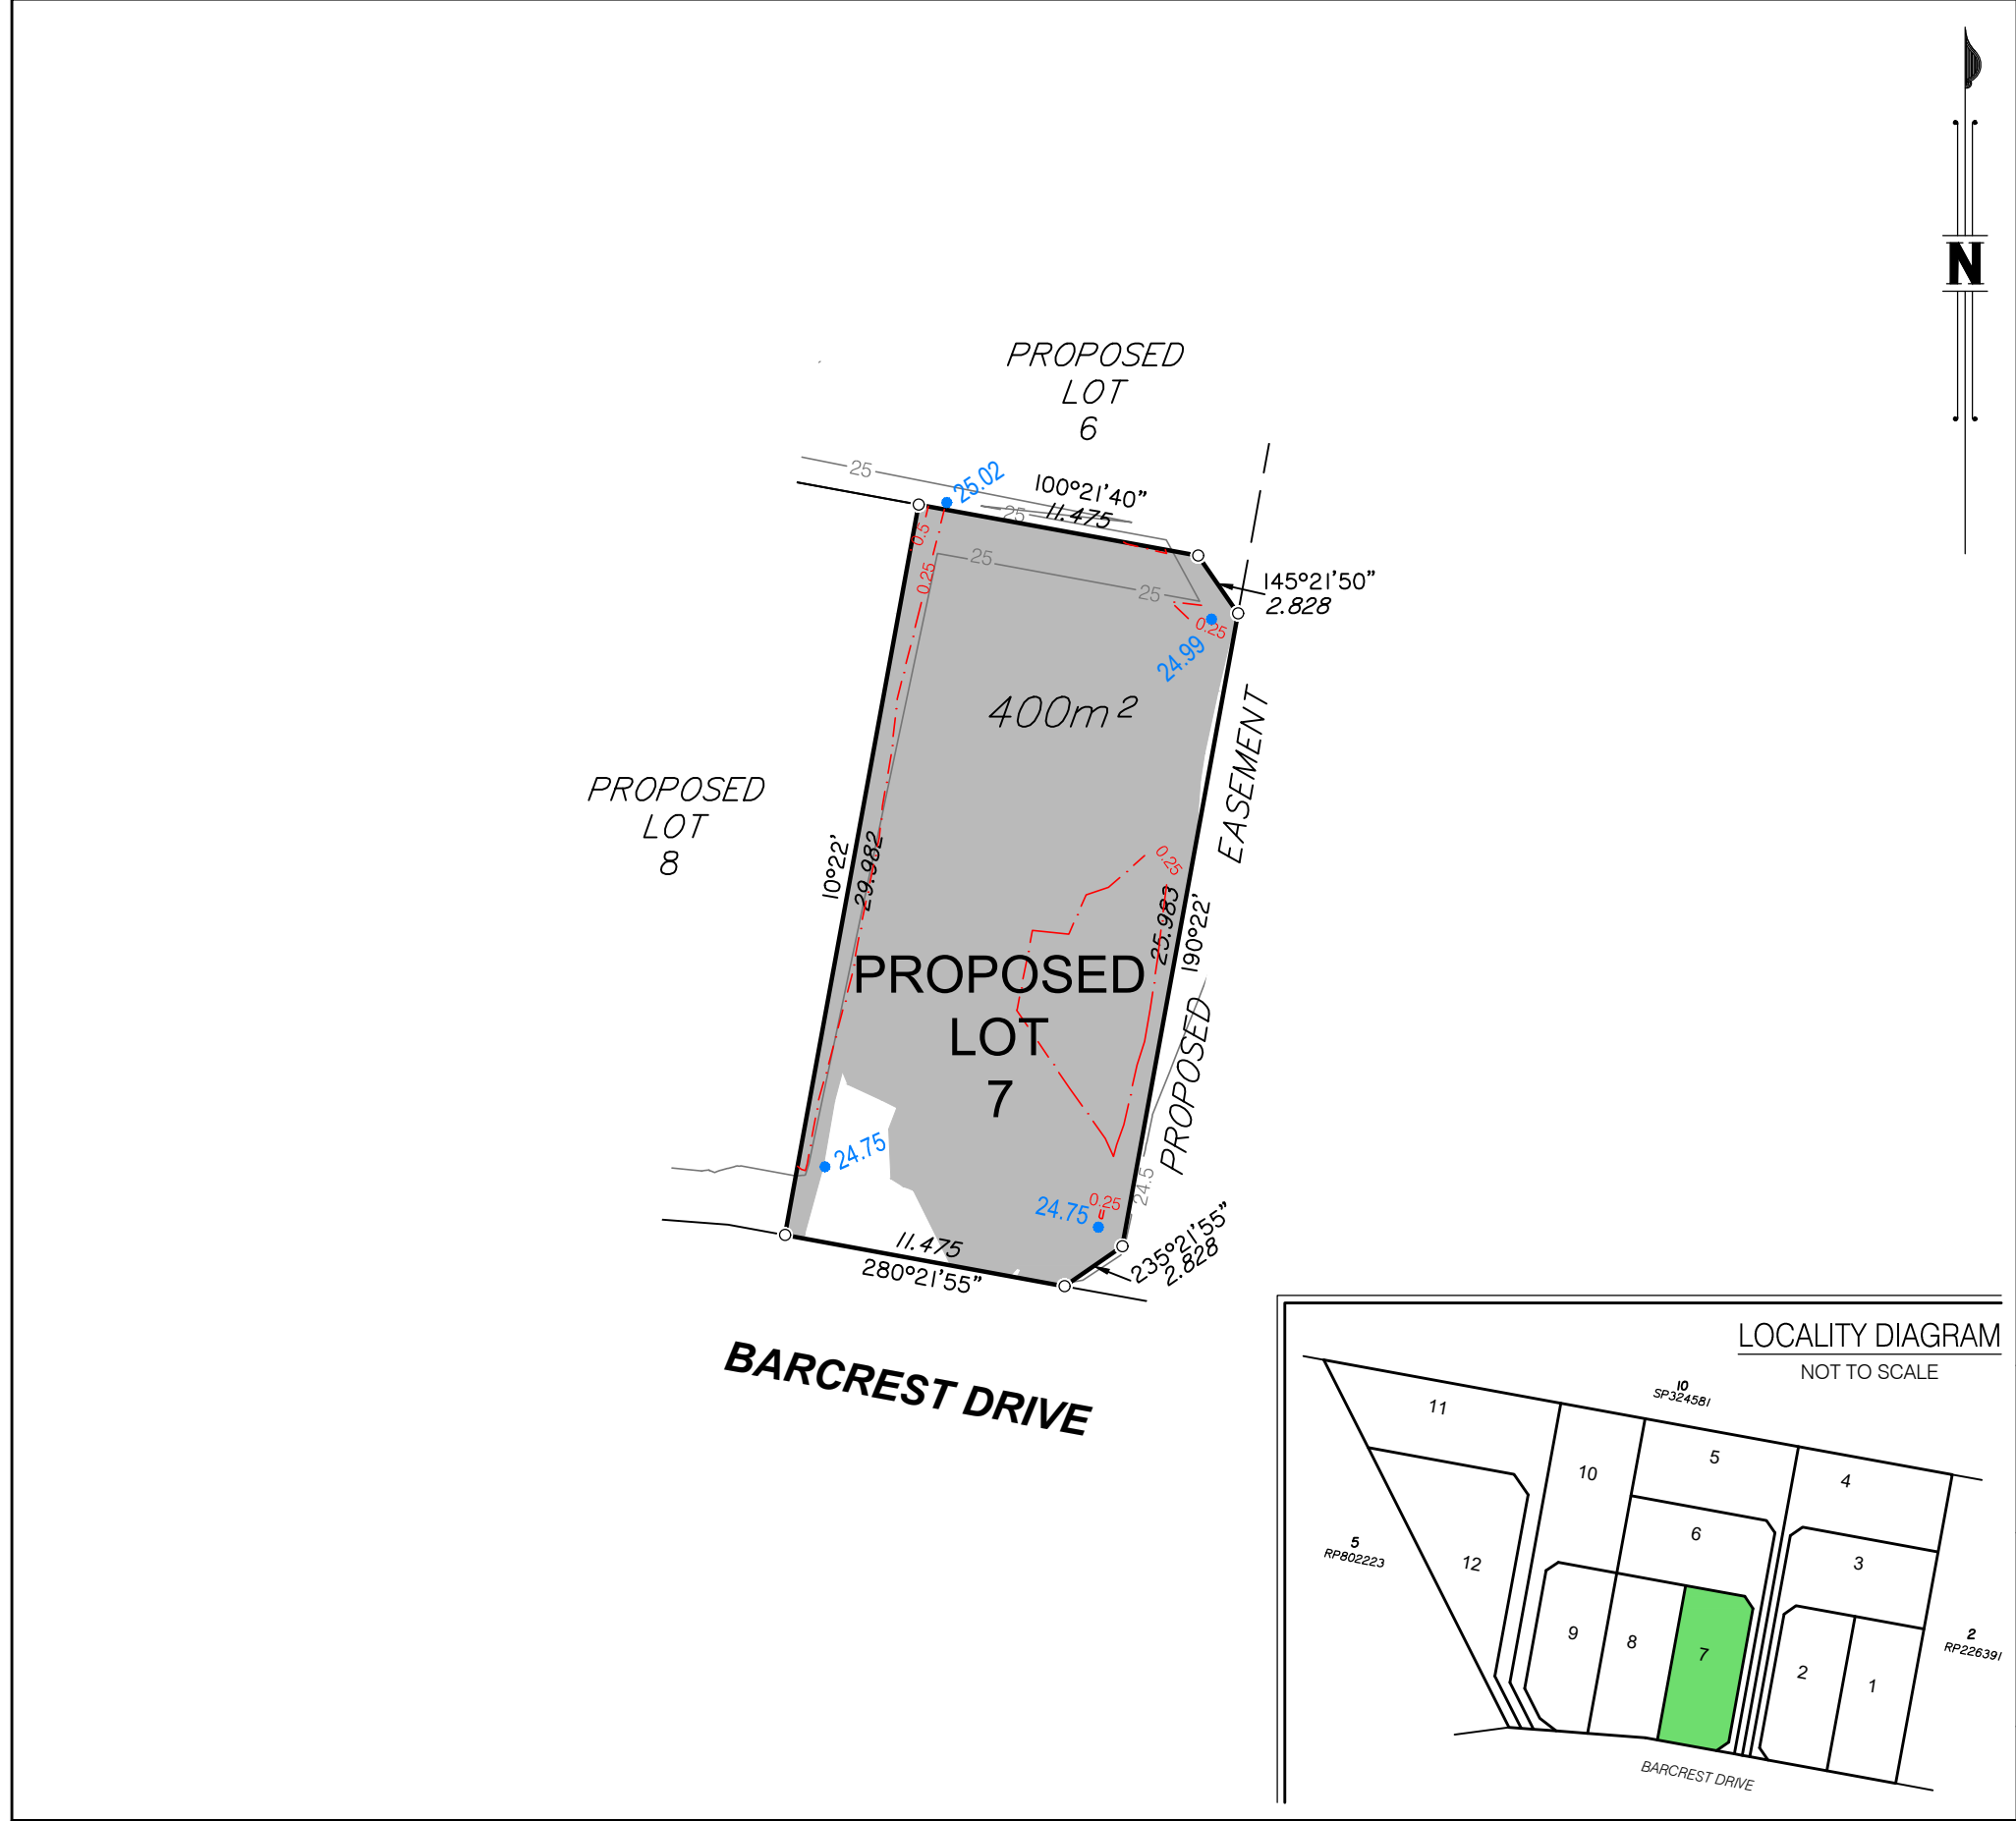 N
PROPOSED
LOT
6
25
25.02
100°21'40"
25
11.475
0.5
25
0.25
25
145°21'50"
2.828
0.25
24.99
400m²
EASEMENT
PROPOSED
LOT
8
10°22'
29.982
0.25
25.983
190°22'
PROPOSED
LOT
7
PROPOSED
24.75
24.5
0.25
24.75
235°21'55"
2.828
11.475
280°21'55"
BARCREST DRIVE
LOCALITY DIAGRAM
NOT TO SCALE
10
SP324581
11
10
5
4
6
5
RP802223
12
3
9
8
7
2
1
2
RP226391
BARCREST DRIVE